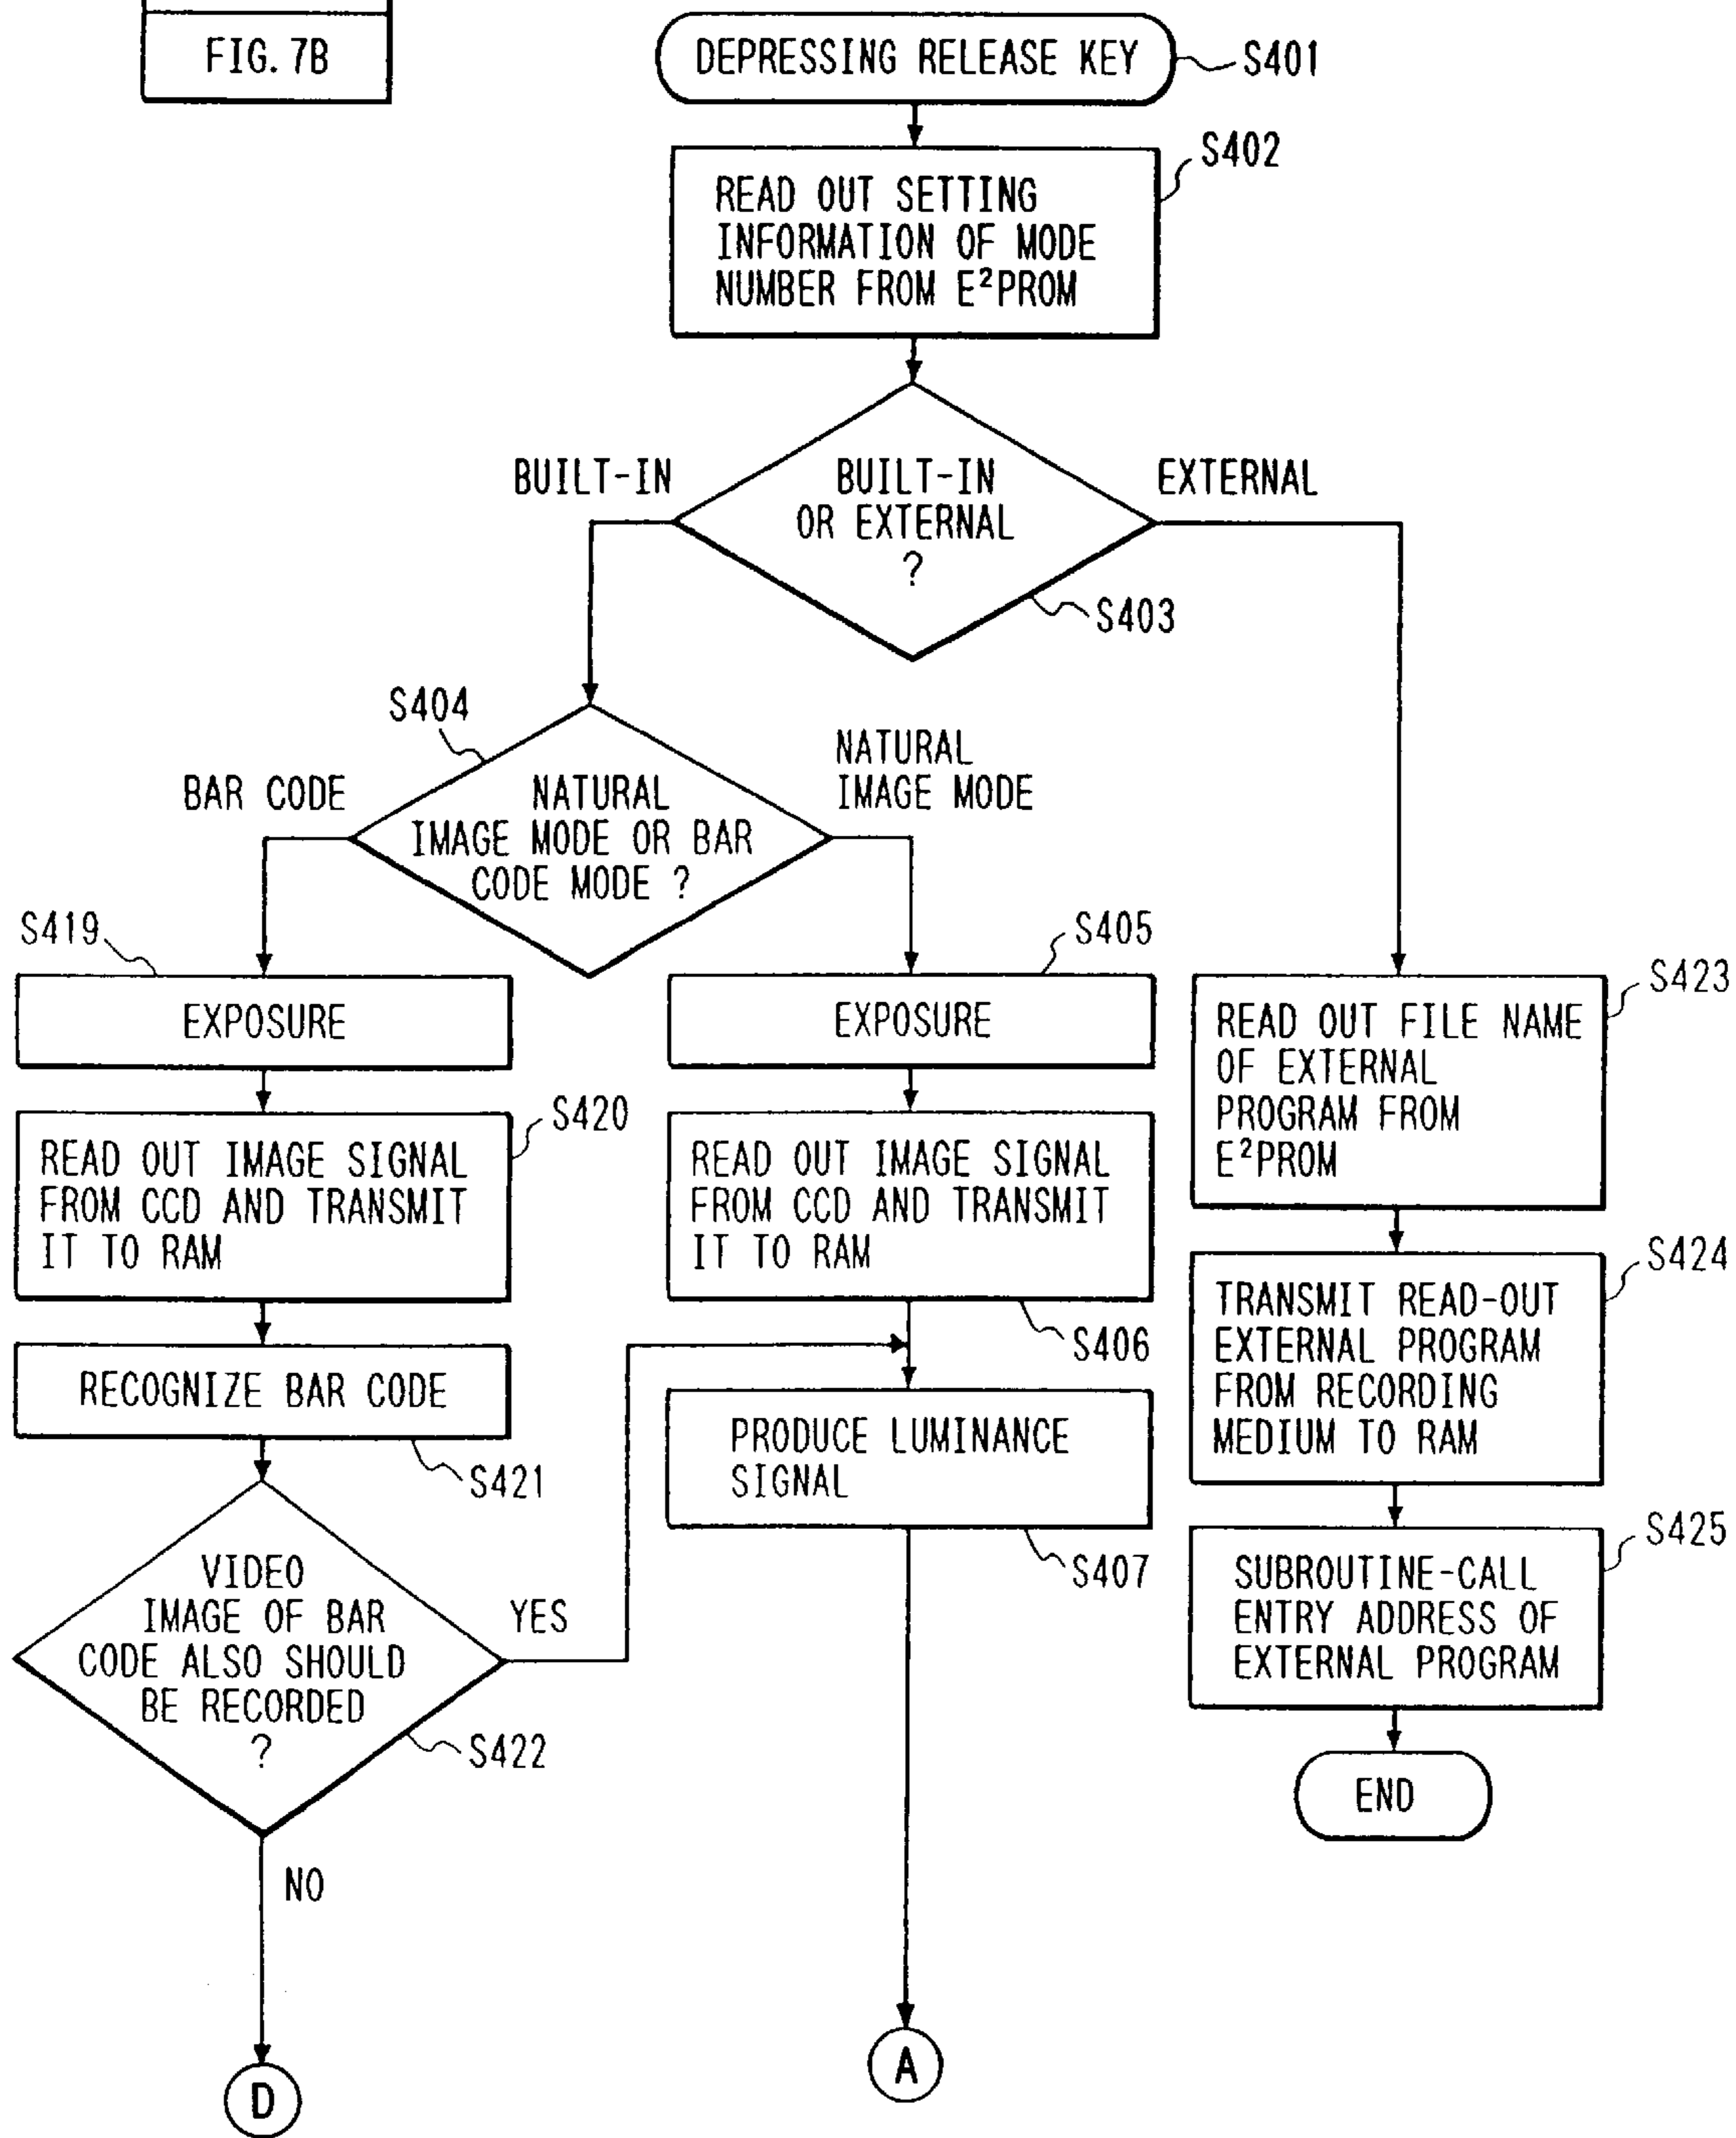 FIG. 7B
DEPRESSING RELEASE KEY
S401
S402
READ OUT SETTING
INFORMATION OF MODE
NUMBER FROM E²PROM
BUILT-IN
BUILT-IN
OR EXTERNAL
?
EXTERNAL
S403
S404
BAR CODE
NATURAL
IMAGE MODE OR BAR
CODE MODE ?
NATURAL
IMAGE MODE
S419
EXPOSURE
S405
EXPOSURE
S423
READ OUT FILE NAME
OF EXTERNAL
PROGRAM FROM
E²PROM
S420
READ OUT IMAGE SIGNAL
FROM CCD AND TRANSMIT
IT TO RAM
READ OUT IMAGE SIGNAL
FROM CCD AND TRANSMIT
IT TO RAM
S406
S424
TRANSMIT READ-OUT
EXTERNAL PROGRAM
FROM RECORDING
MEDIUM TO RAM
RECOGNIZE BAR CODE
S421
PRODUCE LUMINANCE
SIGNAL
S407
S425
SUBROUTINE-CALL
ENTRY ADDRESS OF
EXTERNAL PROGRAM
VIDEO
IMAGE OF BAR
CODE ALSO SHOULD
BE RECORDED
?
YES
S422
END
NO
D
A